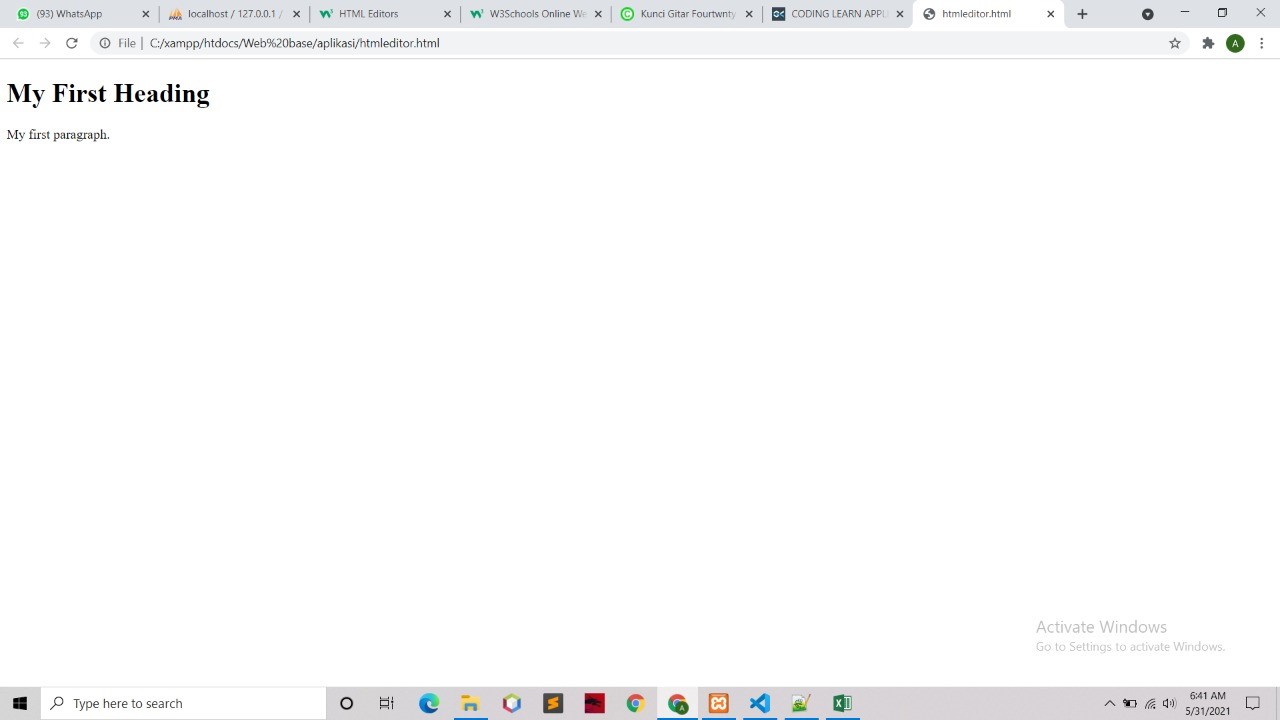 93
(93) WhatsApp
localhost / 127.0.0.1 /
HTML Editors
W3Schools Online We
Kunci Gitar Fourtwnty
CODING LEARN APPLI
htmleditor.html
File | C:/xampp/htdocs/Web%20base/aplikasi/htmleditor.html
A
My First Heading
My first paragraph.
Activate Windows
Go to Settings to activate Windows.
Type here to search
A
6:41 AM
5/31/2021